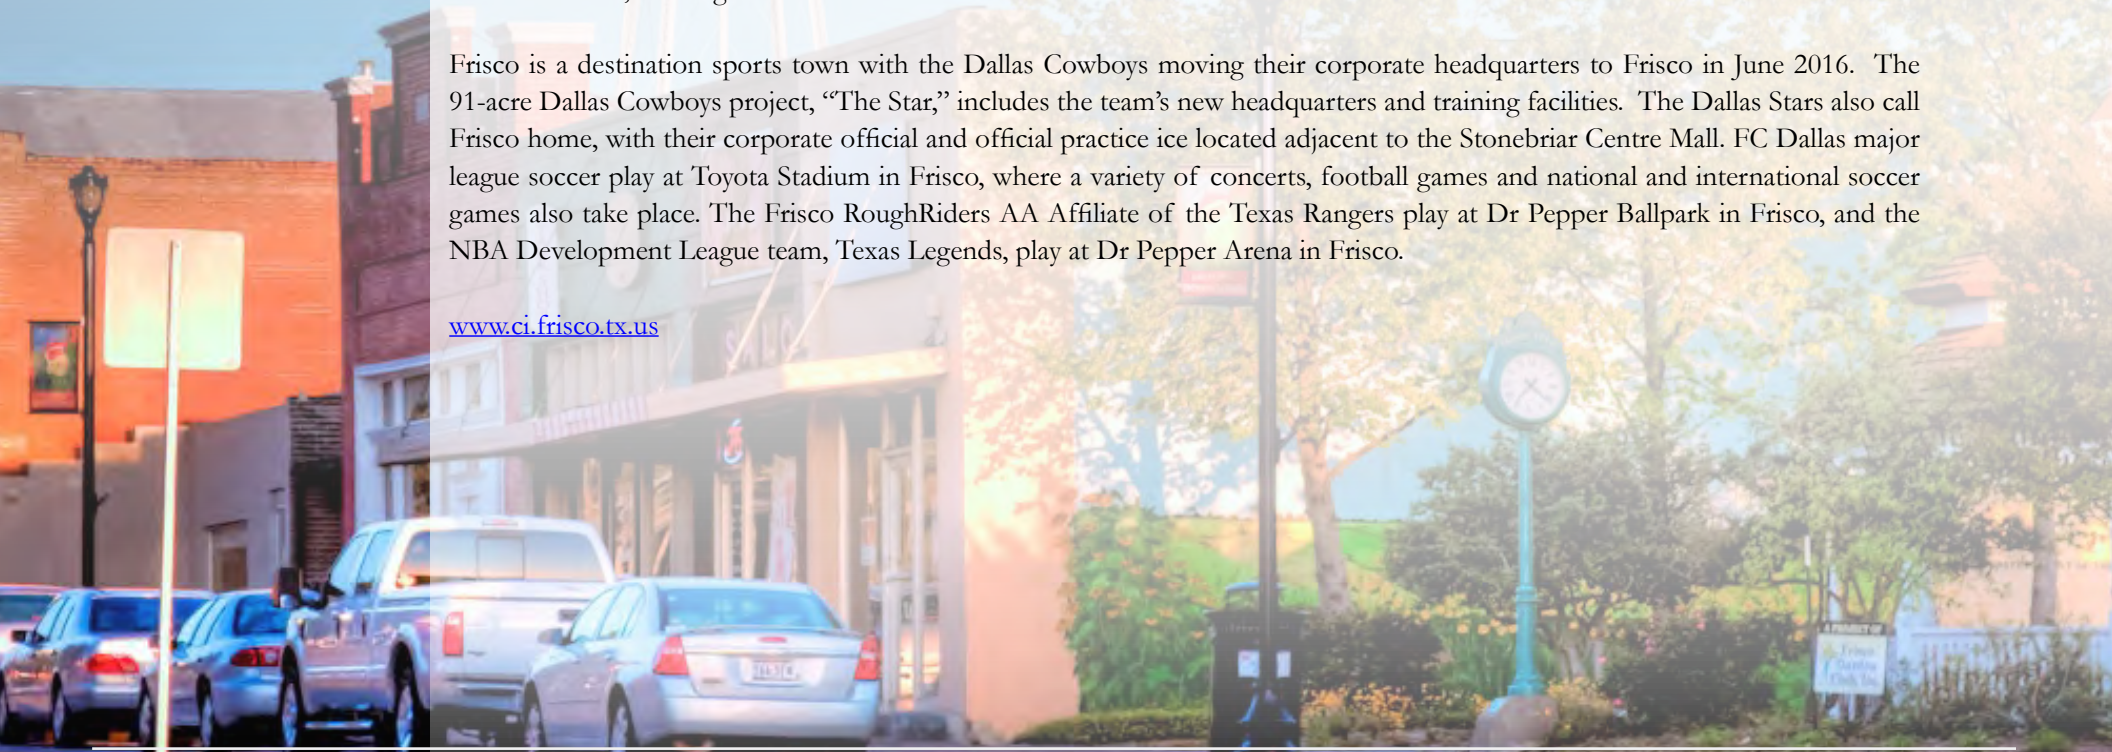 Frisco is a destination sports town with the Dallas Cowboys moving their corporate headquarters to Frisco in June 2016.  The
91-acre Dallas Cowboys project, “The Star,” includes the team’s new headquarters and training facilities.  The Dallas Stars also call
Frisco home, with their corporate official and official practice ice located adjacent to the Stonebriar Centre Mall. FC Dallas major
league soccer play at Toyota Stadium in Frisco, where a variety of concerts, football games and national and international soccer
games also take place. The Frisco RoughRiders AA Affiliate of the Texas Rangers play at Dr Pepper Ballpark in Frisco, and the
NBA Development League team, Texas Legends, play at Dr Pepper Arena in Frisco.
www.ci.frisco.tx.us
A PROJECT OF
Frisco
Garden
Club, Inc.